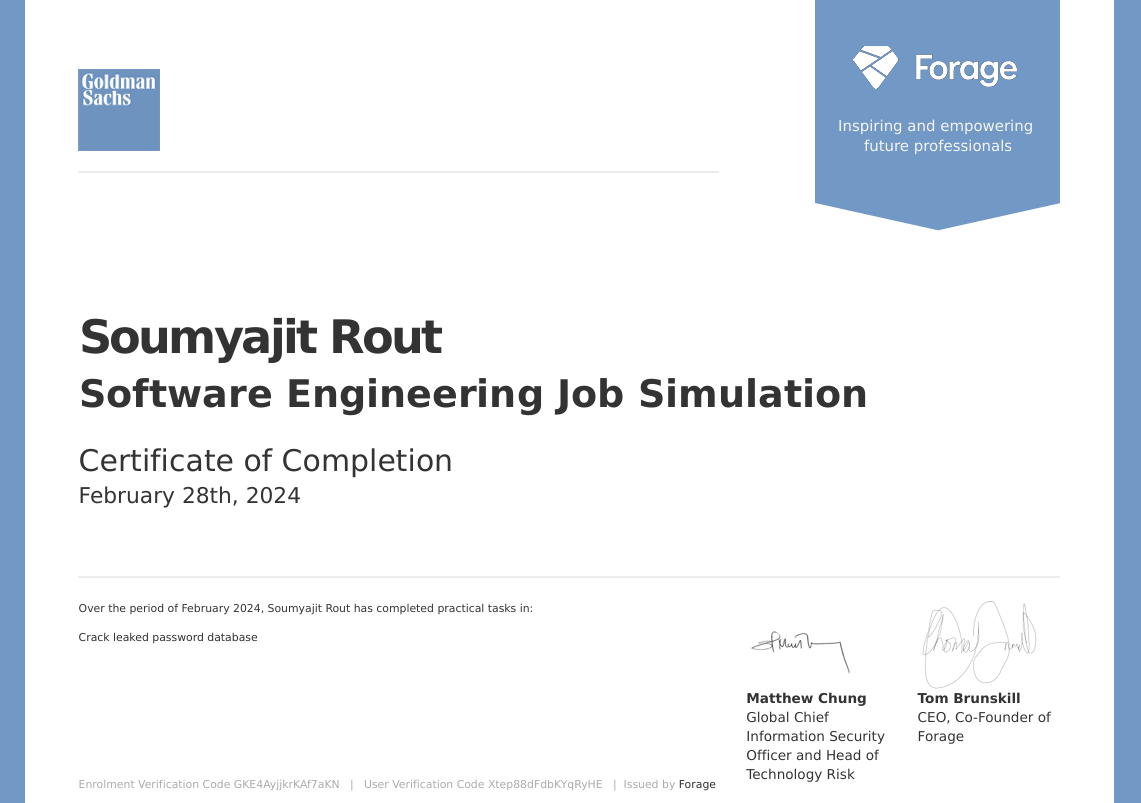 Goldman
Sachs
Forage
Inspiring and empowering
future professionals
Soumyajit Rout
Software Engineering Job Simulation
Certificate of Completion
February 28th, 2024
Over the period of February 2024, Soumyajit Rout has completed practical tasks in:
Crack leaked password database
Matthew Chung
Global Chief
Information Security
Officer and Head of
Technology Risk
Tom Brunskill
CEO, Co-Founder of
Forage
Enrolment Verification Code GKE4AyjjkrKAf7aKN | User Verification Code Xtep88dFdbKYqRyHE | Issued by Forage